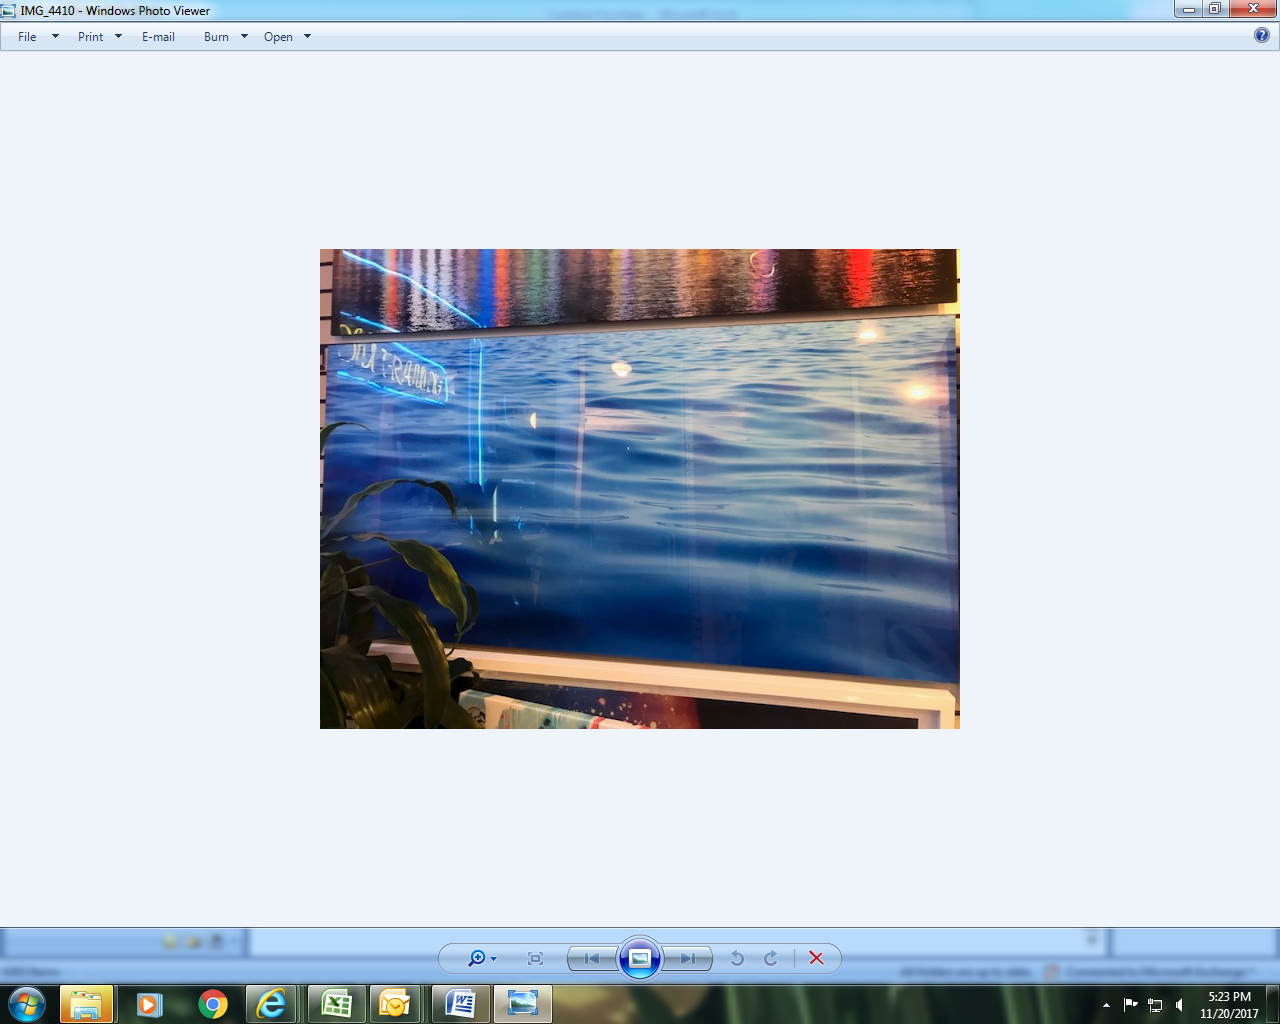 IMG_4410 - Windows Photo Viewer
File Print E-mail Burn Open
5:23 PM
11/20/2017